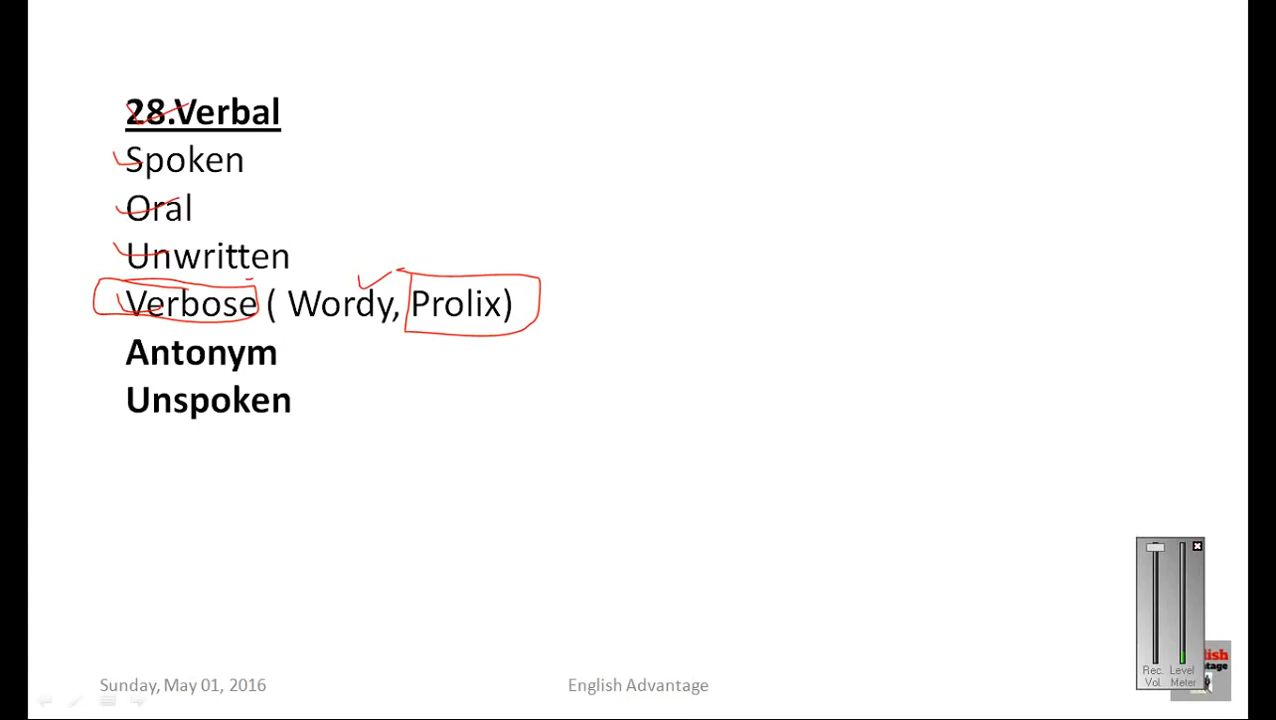 28.Verbal
Spoken
Oral
Unwritten
Verbose ( Wordy, Prolix)
Antonym
Unspoken
Sunday, May 01, 2016
English Advantage
Rec. Level
Vol. Meter